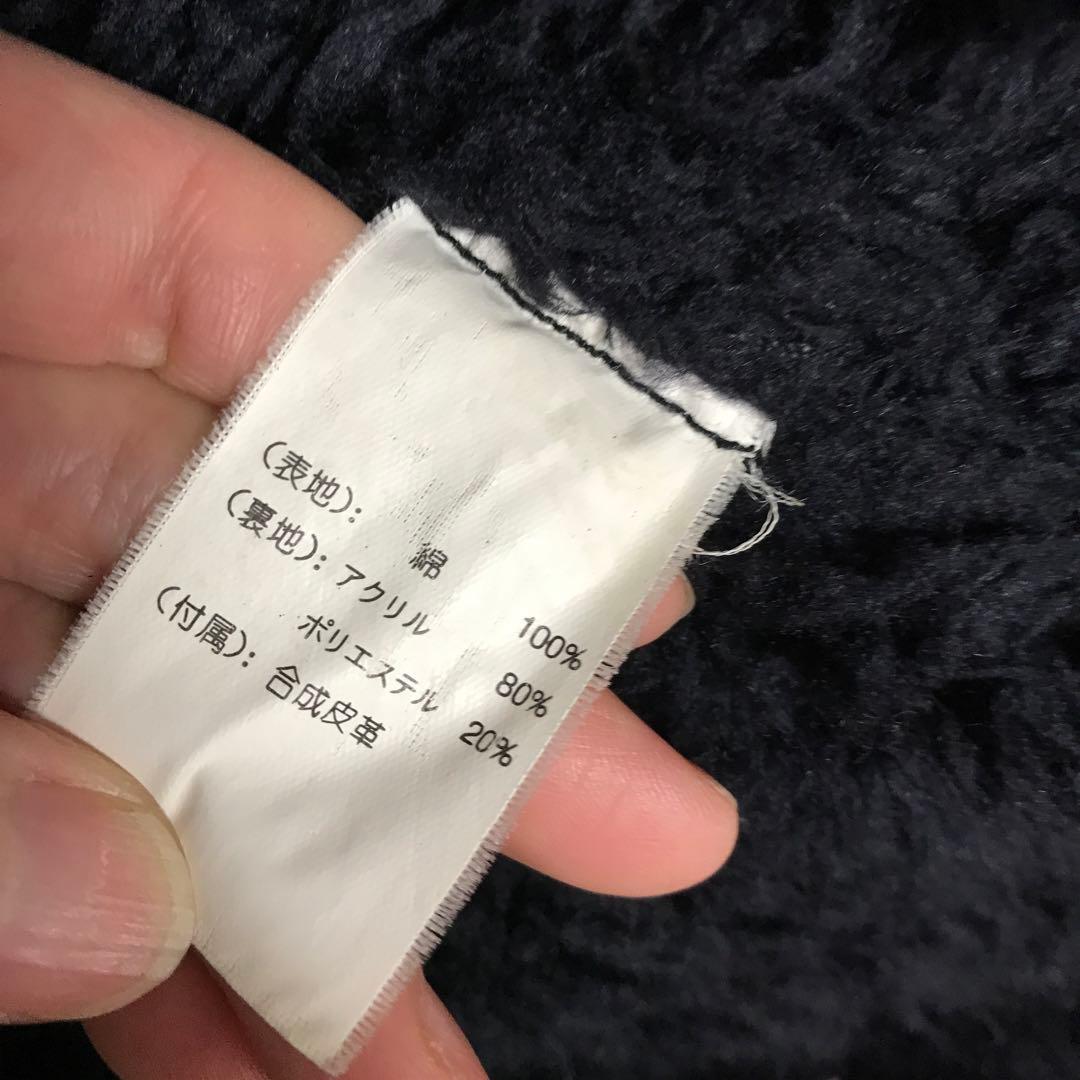 (表地): 綿 100%
(裏地): アクリル 80%
ポリエステル 20%
(付属): 合成皮革